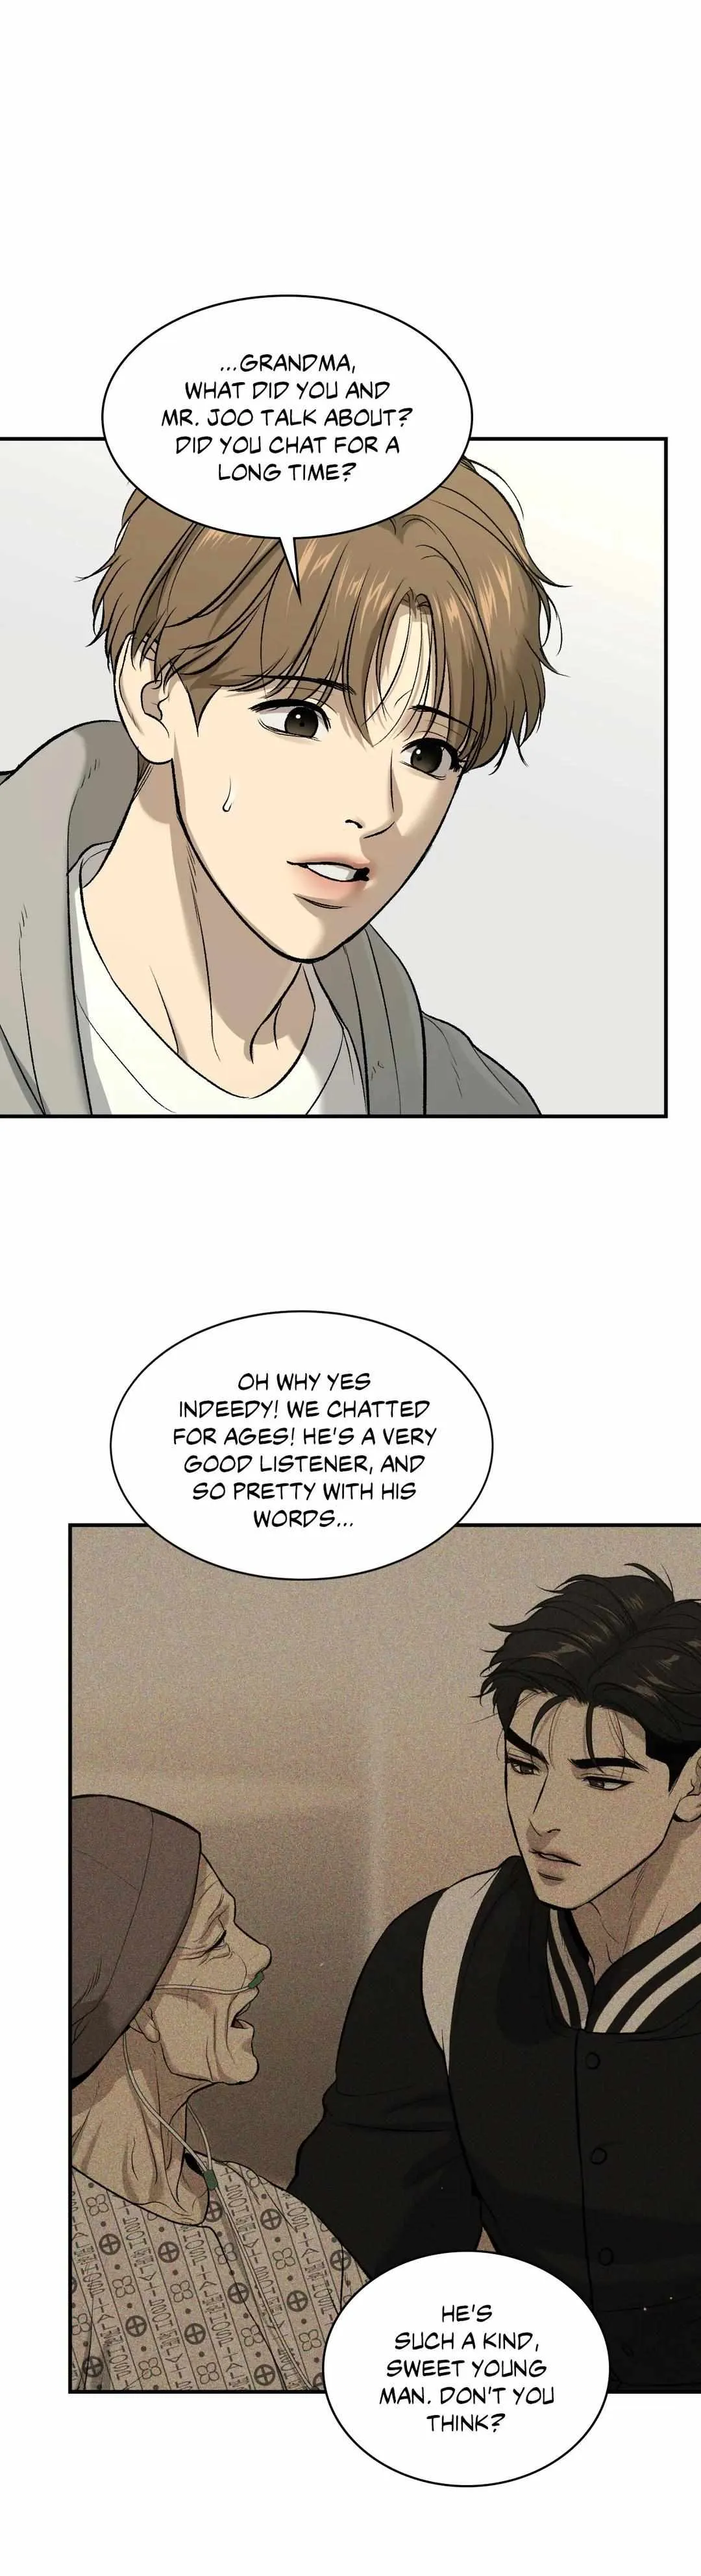 ...GRANDMA,
WHAT DID YOU AND
MR. JOO TALK ABOUT?
DID YOU CHAT FOR A
LONG TIME?
OH WHY YES
INDEEDY! WE CHATTED
FOR AGES! HE'S A VERY
GOOD LISTENER, AND
SO PRETTY WITH HIS
WORDS...
HE'S
SUCH A KIND,
SWEET YOUNG
MAN. DON'T YOU
THINK?